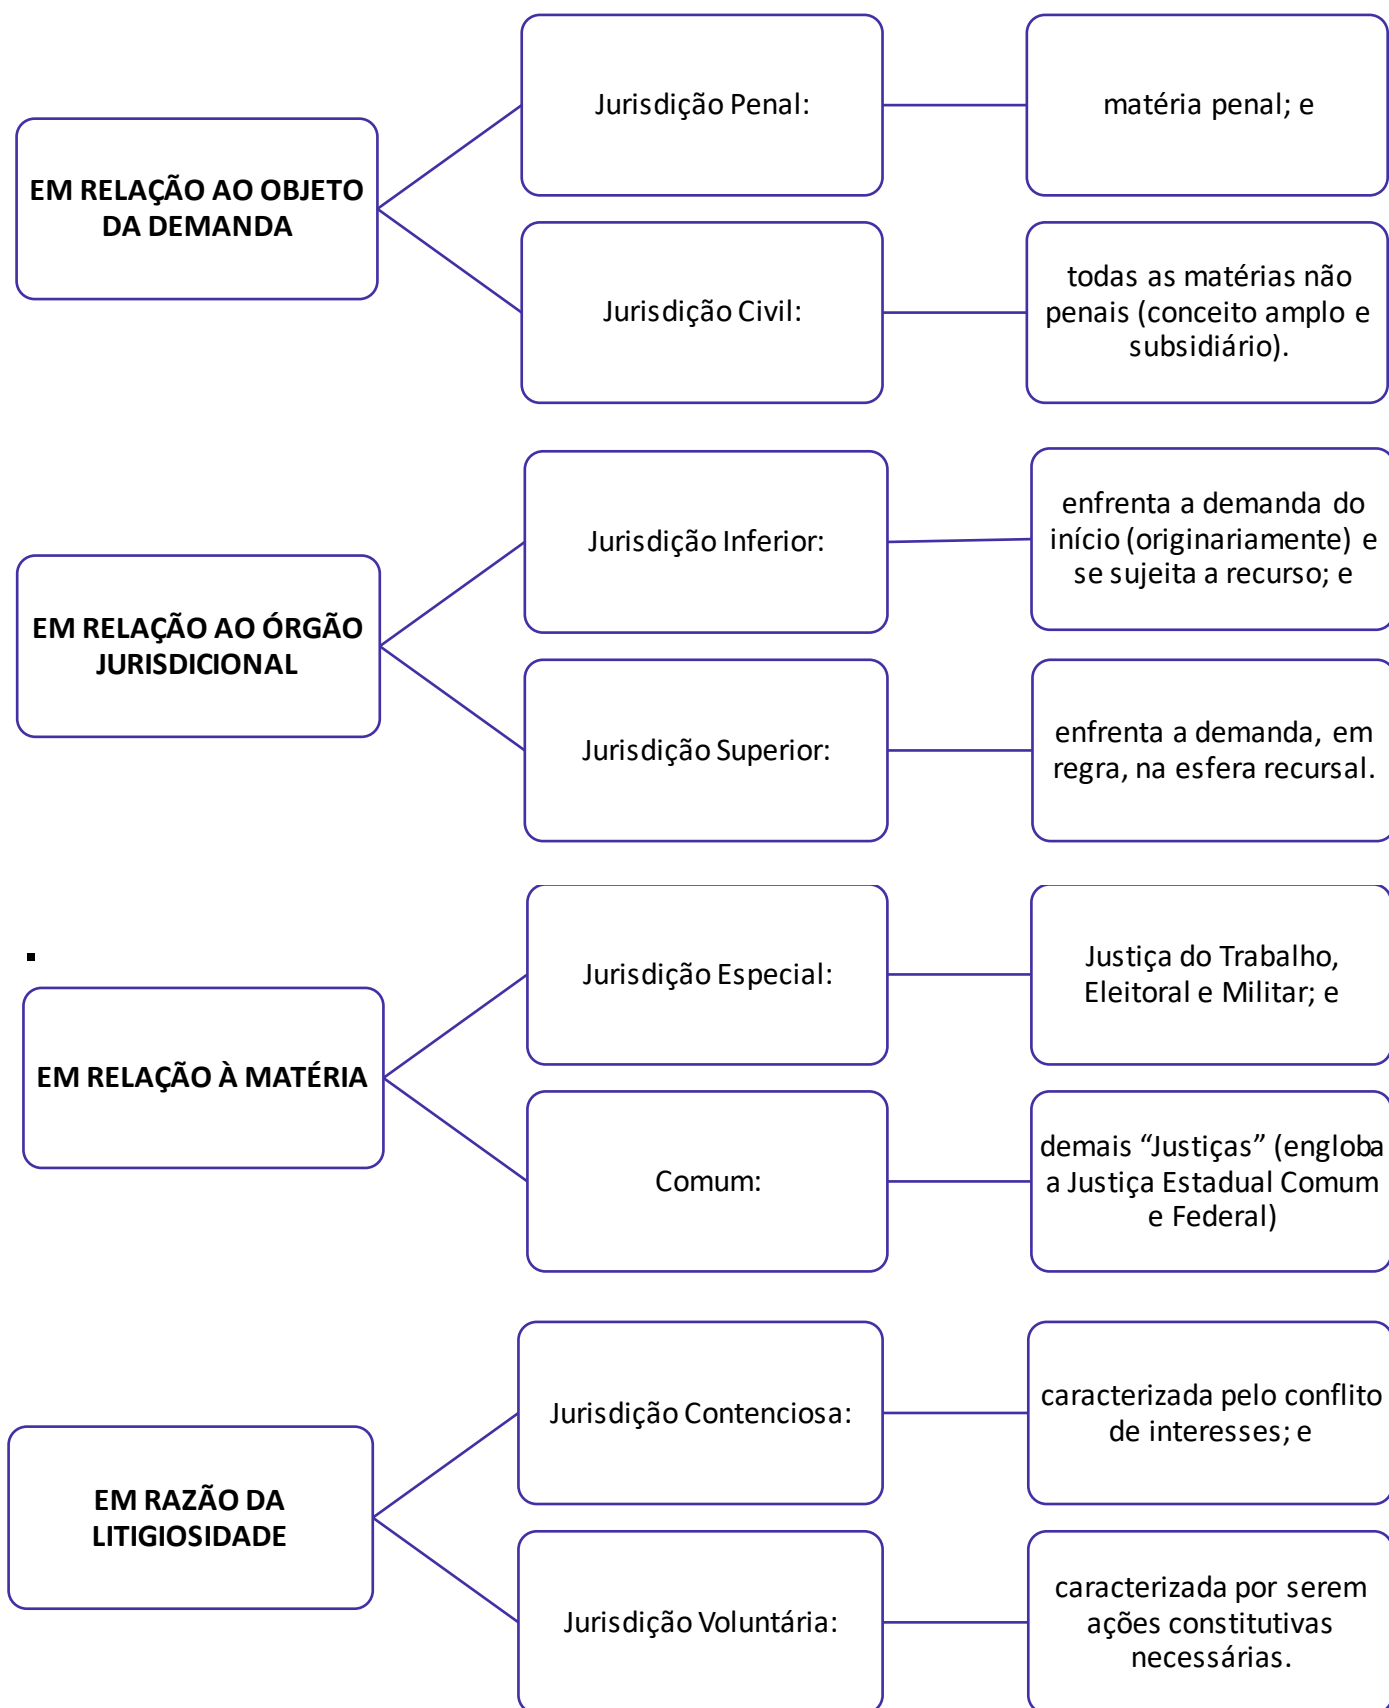 EM RELAÇÃO AO OBJETO
DA DEMANDA
Jurisdição Penal:
matéria penal; e
Jurisdição Civil:
todas as matérias não
penais (conceito amplo e
subsidiário).
EM RELAÇÃO AO ÓRGÃO
JURISDICIONAL
Jurisdição Inferior:
enfrenta a demanda do
início (originariamente) e
se sujeita a recurso; e
Jurisdição Superior:
enfrenta a demanda, em
regra, na esfera recursal.
EM RELAÇÃO À MATÉRIA
Jurisdição Especial:
Justiça do Trabalho,
Eleitoral e Militar; e
Comum:
demais “Justiças” (engloba
a Justiça Estadual Comum
e Federal)
EM RAZÃO DA
LITIGIOSIDADE
Jurisdição Contenciosa:
caracterizada pelo conflito
de interesses; e
Jurisdição Voluntária:
caracterizada por serem
ações constitutivas
necessárias.